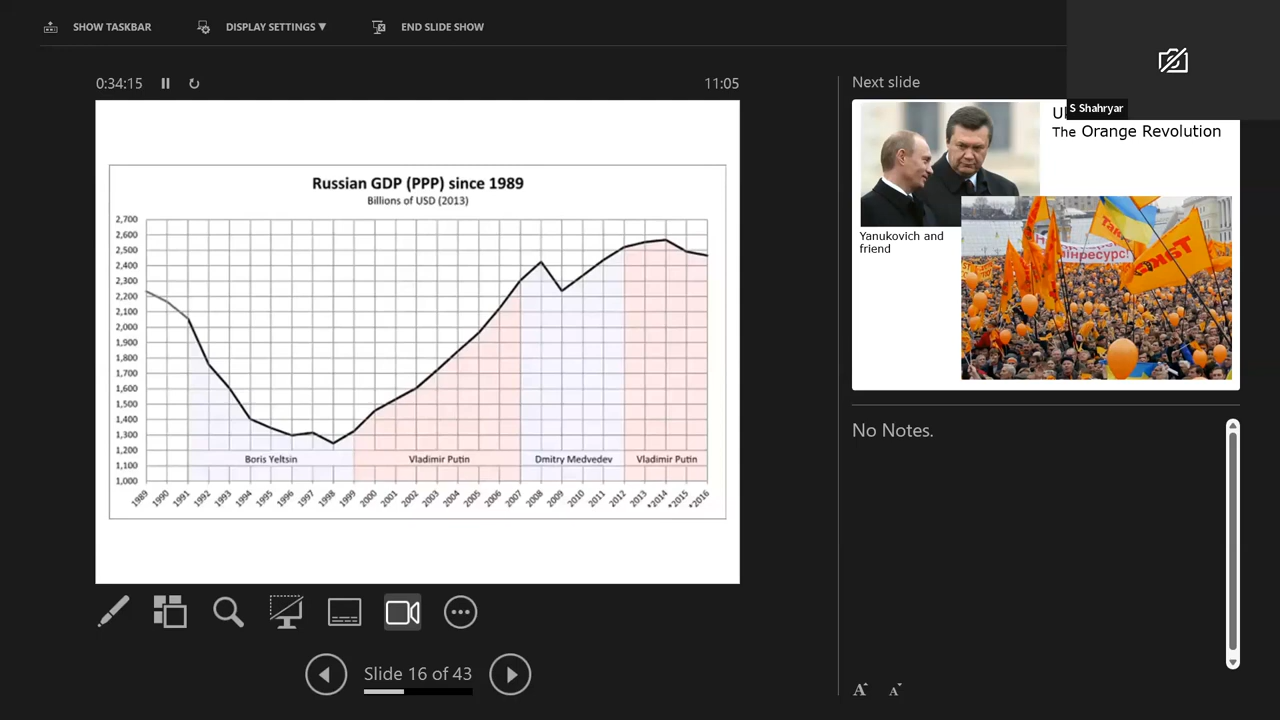 SHOW TASKBAR
DISPLAY SETTINGS ▼
END SLIDE SHOW
0:34:15
11:05
Russian GDP (PPP) since 1989
Billions of USD (2013)
2,700
2,600
2,500
2,400
2,300
2,200
2,100
2,000
1,900
1,800
1,700
1,600
1,500
1,400
1,300
1,200
1,100
1,000
Boris Yeltsin
Vladimir Putin
Dmitry Medvedev
Vladimir Putin
1989
1990
1991
1992
1993
1994
1995
1996
1997
1998
1999
2000
2001
2002
2003
2004
2005
2006
2007
2008
2009
2010
2011
2012
2013
*2014
*2015
*2016
Slide 16 of 43
Next slide
S Shahryar
The Orange Revolution
Yanukovich and
friend
Так
інресурс!
Так
No Notes.
A A